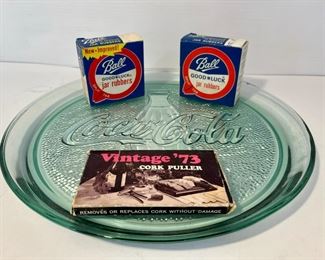 New-Improved!
Ball
GOOD LUCK
jar rubbers
Ball
GOOD LUCK
jar rubbers
Coca-Cola
Vintage '73
CORK PULLER
REMOVES OR REPLACES CORK WITHOUT DAMAGE